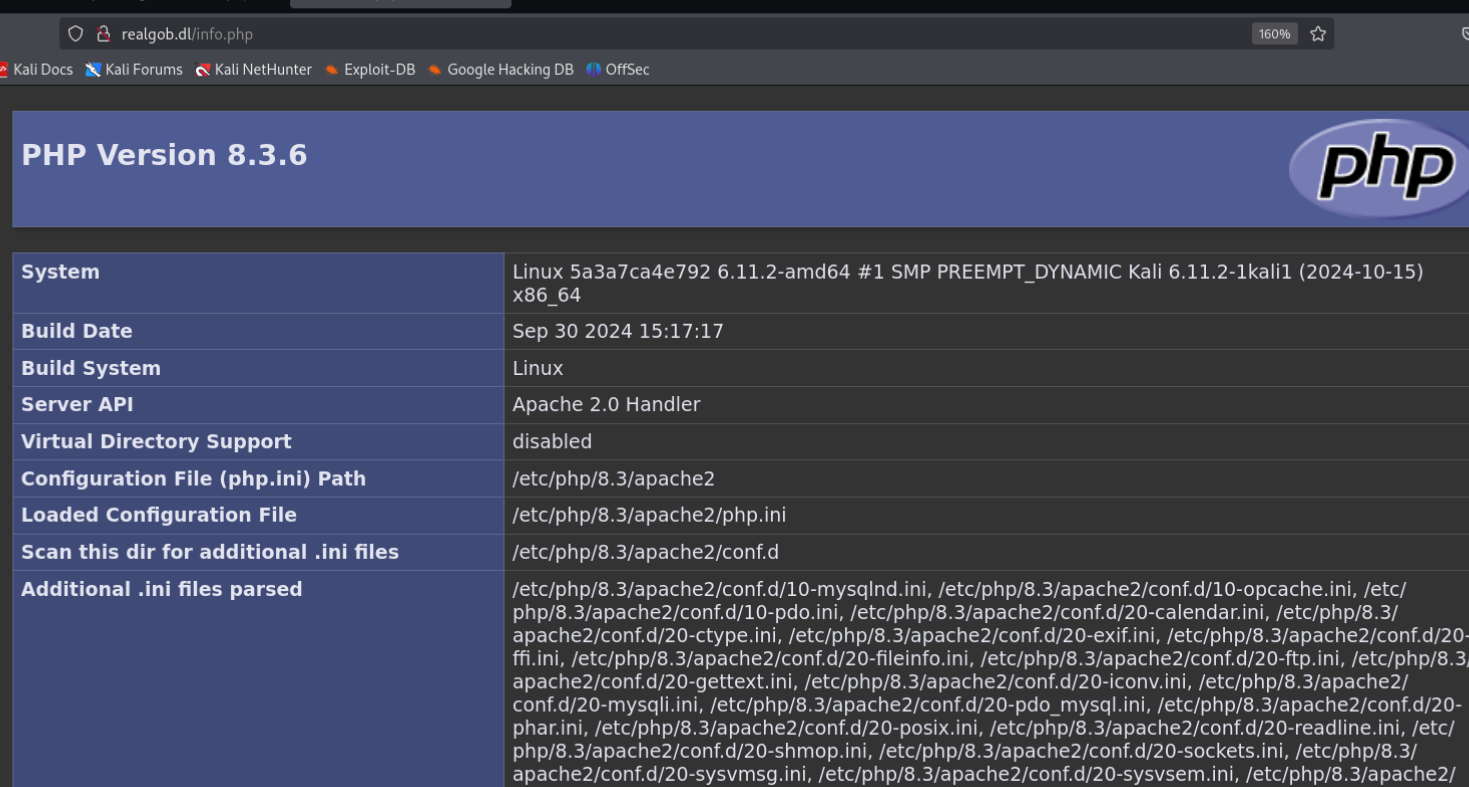 realgob.dl/info.php
160%
Kali Docs Kali Forums Kali NetHunter Exploit-DB Google Hacking DB OffSec
PHP Version 8.3.6
php
System Linux 5a3a7ca4e792 6.11.2-amd64 #1 SMP PREEMPT_DYNAMIC Kali 6.11.2-1kali1 (2024-10-15)
x86_64
Build Date Sep 30 2024 15:17:17
Build System Linux
Server API Apache 2.0 Handler
Virtual Directory Support disabled
Configuration File (php.ini) Path /etc/php/8.3/apache2
Loaded Configuration File /etc/php/8.3/apache2/php.ini
Scan this dir for additional .ini files /etc/php/8.3/apache2/conf.d
Additional .ini files parsed /etc/php/8.3/apache2/conf.d/10-mysqlnd.ini, /etc/php/8.3/apache2/conf.d/10-opcache.ini, /etc/
php/8.3/apache2/conf.d/10-pdo.ini, /etc/php/8.3/apache2/conf.d/20-calendar.ini, /etc/php/8.3/
apache2/conf.d/20-ctype.ini, /etc/php/8.3/apache2/conf.d/20-exif.ini, /etc/php/8.3/apache2/conf.d/20-
ffi.ini, /etc/php/8.3/apache2/conf.d/20-fileinfo.ini, /etc/php/8.3/apache2/conf.d/20-ftp.ini, /etc/php/8.3/
apache2/conf.d/20-gettext.ini, /etc/php/8.3/apache2/conf.d/20-iconv.ini, /etc/php/8.3/apache2/
conf.d/20-mysqli.ini, /etc/php/8.3/apache2/conf.d/20-pdo_mysql.ini, /etc/php/8.3/apache2/conf.d/20-
phar.ini, /etc/php/8.3/apache2/conf.d/20-posix.ini, /etc/php/8.3/apache2/conf.d/20-readline.ini, /etc/
php/8.3/apache2/conf.d/20-shmop.ini, /etc/php/8.3/apache2/conf.d/20-sockets.ini, /etc/php/8.3/
apache2/conf.d/20-sysvmsg.ini, /etc/php/8.3/apache2/conf.d/20-sysvsem.ini, /etc/php/8.3/apache2/